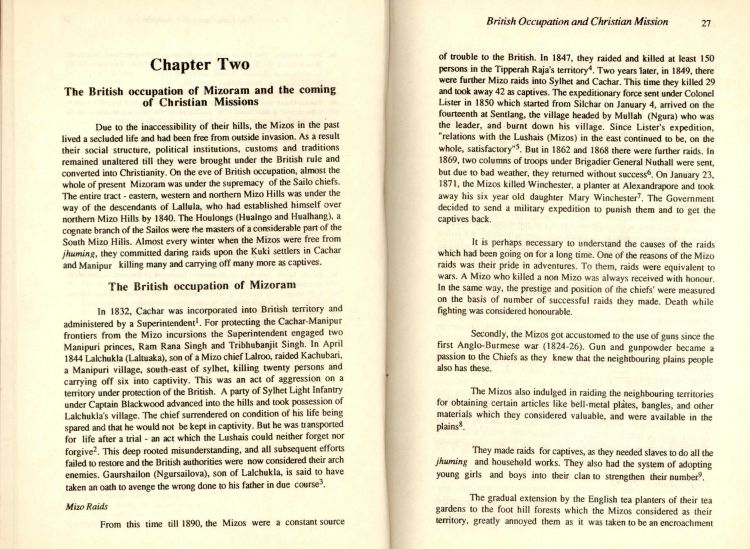 Chapter Two
The British occupation of Mizoram and the coming
of Christian Missions
Due to the inaccessibility of their hills, the Mizos in the past
lived a secluded life and had been free from outside invasion. As a result
their social structure, political institutions, customs and traditions
remained unaltered till they were brought under the British rule and
converted into Christianity. On the eve of British occupation, almost the
whole of present Mizoram was under the supremacy of the Sailo chiefs.
The entire tract - eastern, western and northern Mizo Hills was under the
way of the descendants of Lallula, who had established himself over
northern Mizo Hills by 1840. The Houlongs (Hualngo and Hualhang), a
cognate branch of the Sailos were the masters of a considerable part of the
South Mizo Hills. Almost every winter when the Mizos were free from
jhuming, they committed daring raids upon the Kuki settlers in Cachar
and Manipur killing many and carrying off many more as captives.
The British occupation of Mizoram
In 1832, Cachar was incorporated into British territory and
administered by a Superintendent¹. For protecting the Cachar-Manipur
frontiers from the Mizo incursions the Superintendent engaged two
Manipuri princes, Ram Rana Singh and Tribhubanjit Singh. In April
1844 Lalchukla (Laltuaka), son of a Mizo chief Lalroo, raided Kachubari,
a Manipuri village, south-east of sylhet, killing twenty persons and
carrying off six into captivity. This was an act of aggression on a
territory under protection of the British. A party of Sylhet Light Infantry
under Captain Blackwood advanced into the hills and took possession of
Lalchukla's village. The chief surrendered on condition of his life being
spared and that he would not be kept in captivity. But he was transported
for life after a trial - an act which the Lushais could neither forget nor
forgive². This deep rooted misunderstanding, and all subsequent efforts
failed to restore and the British authorities were now considered their arch
enemies. Gaurshailon (Ngursailova), son of Lalchukla, is said to have
taken an oath to avenge the wrong done to his father in due course³.
Mizo Raids
From this time till 1890, the Mizos were a constant source
British Occupation and Christian Mission 27
of trouble to the British. In 1847, they raided and killed at least 150
persons in the Tipperah Raja's territory⁴. Two years later, in 1849, there
were further Mizo raids into Sylhet and Cachar. This time they killed 29
and took away 42 as captives. The expeditionary force sent under Colonel
Lister in 1850 which started from Silchar on January 4, arrived on the
fourteenth at Sentlang, the village headed by Mullah (Ngura) who was
the leader, and burnt down his village. Since Lister's expedition,
"relations with the Lushais (Mizos) in the east continued to be, on the
whole, satisfactory"⁵. But in 1862 and 1868 there were further raids. In
1869, two columns of troops under Brigadier General Nuthall were sent,
but due to bad weather, they returned without success⁶. On January 23,
1871, the Mizos killed Winchester, a planter at Alexandrapore and took
away his six year old daughter Mary Winchester⁷. The Government
decided to send a military expedition to punish them and to get the
captives back.
It is perhaps necessary to understand the causes of the raids
which had been going on for a long time. One of the reasons of the Mizo
raids was their pride in adventures. To them, raids were equivalent to
wars. A Mizo who killed a non Mizo was always received with honour.
In the same way, the prestige and position of the chiefs' were measured
on the basis of number of successful raids they made. Death while
fighting was considered honourable.
Secondly, the Mizos got accustomed to the use of guns since the
first Anglo-Burmese war (1824-26). Gun and gunpowder became a
passion to the Chiefs as they knew that the neighbouring plains people
also has these.
The Mizos also indulged in raiding the neighbouring territories
for obtaining certain articles like bell-metal plates, bangles, and other
materials which they considered valuable, and were available in the
plains⁸.
They made raids for captives, as they needed slaves to do all the
jhuming and household works. They also had the system of adopting
young girls and boys into their clan to strengthen their number⁹.
The gradual extension by the English tea planters of their tea
gardens to the foot hill forests which the Mizos considered as their
territory, greatly annoyed them as it was taken to be an encroachment